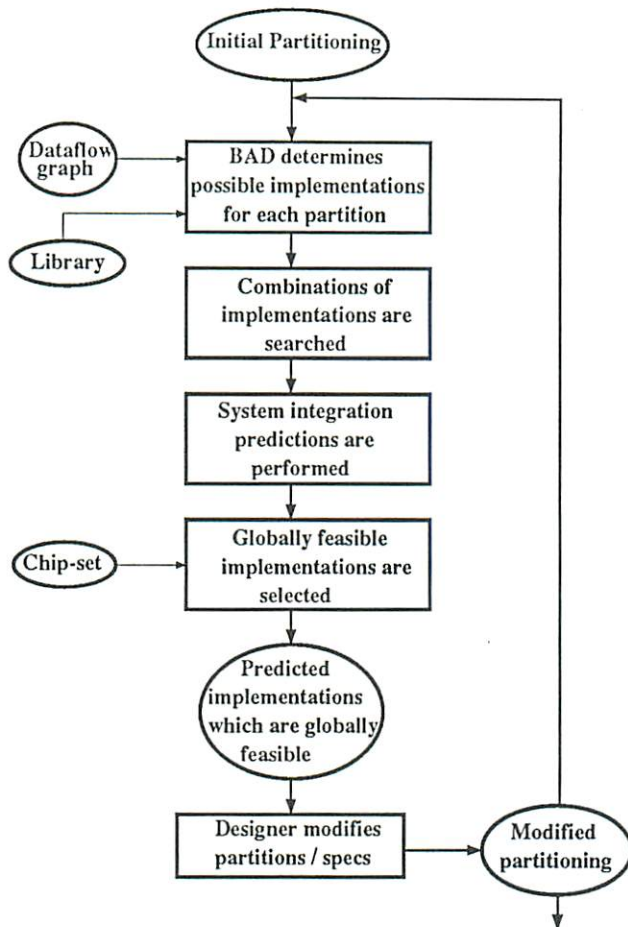 Initial Partitioning
Dataflow
graph
BAD determines
possible implementations
for each partition
Library
Combinations of
implementations are
searched
System integration
predictions are
performed
Chip-set
Globally feasible
implementations are
selected
Predicted
implementations
which are globally
feasible
Designer modifies
partitions / specs
Modified
partitioning